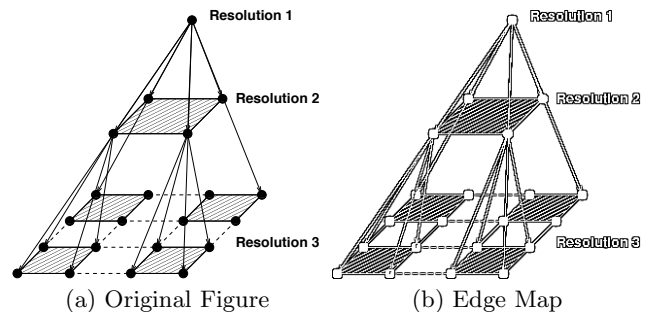 Resolution 1
Resolution 2
Resolution 3
(a) Original Figure
Resolution 1
Resolution 2
Resolution 3
(b) Edge Map